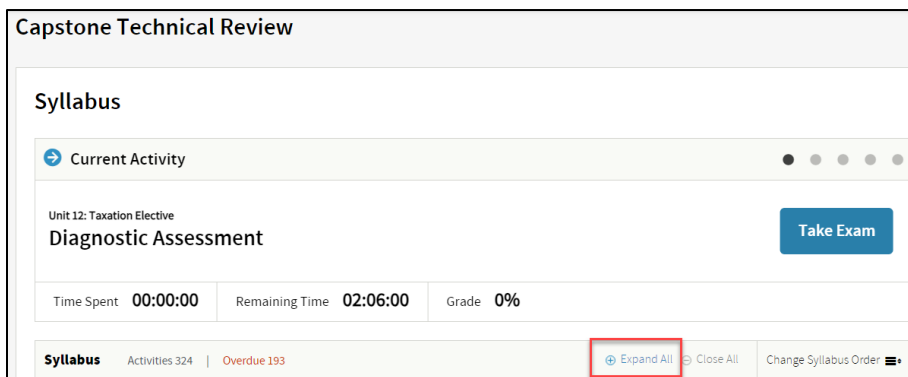 Capstone Technical Review
Syllabus
Current Activity
Unit 12: Taxation Elective
Diagnostic Assessment
Take Exam
Time Spent 00:00:00 Remaining Time 02:06:00 Grade 0%
Syllabus Activities 324 | Overdue 193 Expand All Close All Change Syllabus Order